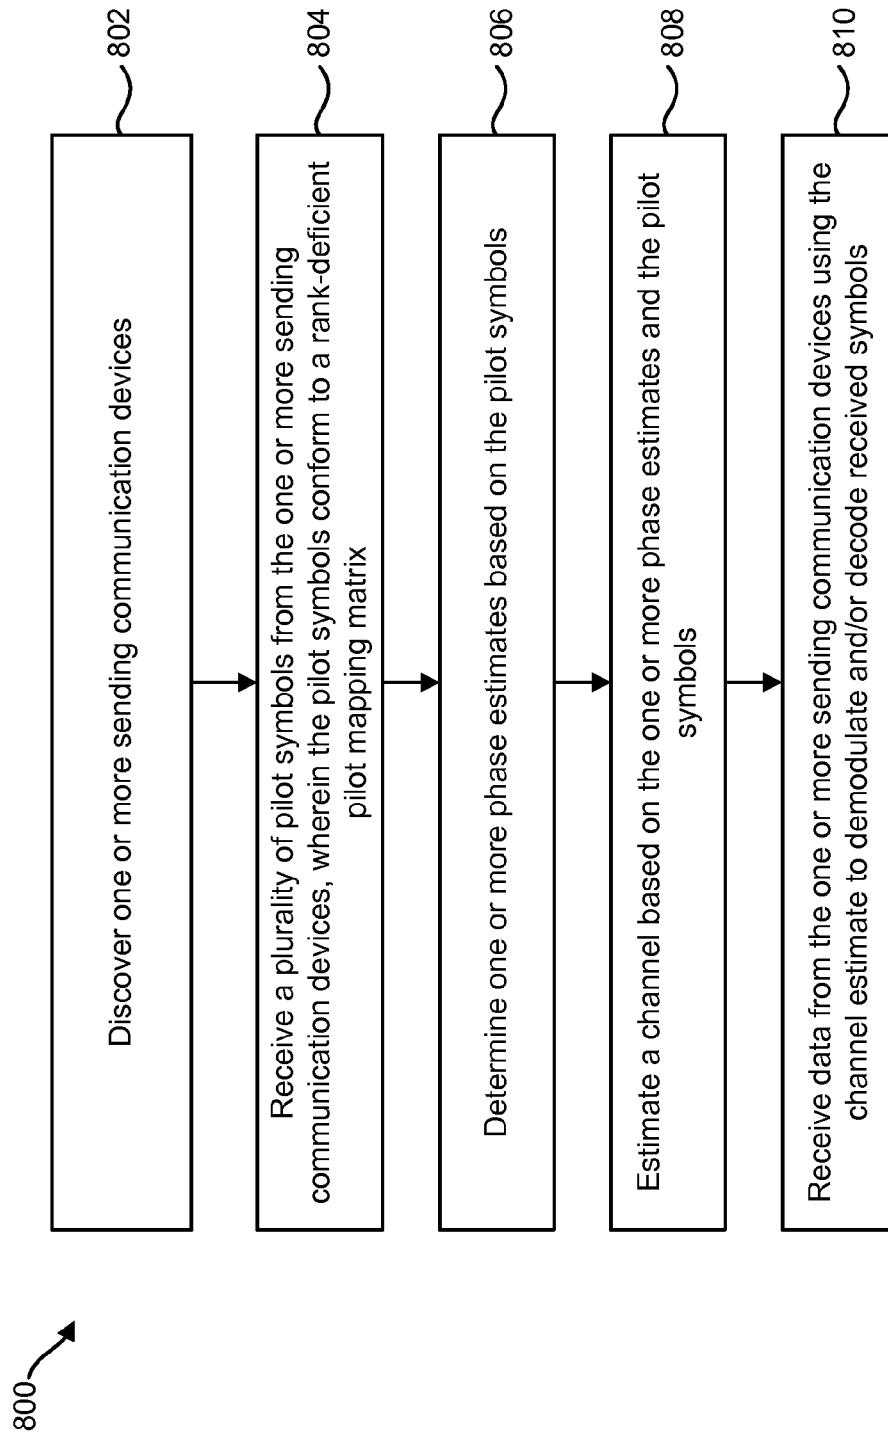 800
802
Discover one or more sending communication devices
804
Receive a plurality of pilot symbols from the one or more sending
communication devices, wherein the pilot symbols conform to a rank-deficient
pilot mapping matrix
806
Determine one or more phase estimates based on the pilot symbols
808
Estimate a channel based on the one or more phase estimates and the pilot
symbols
810
Receive data from the one or more sending communication devices using the
channel estimate to demodulate and/or decode received symbols